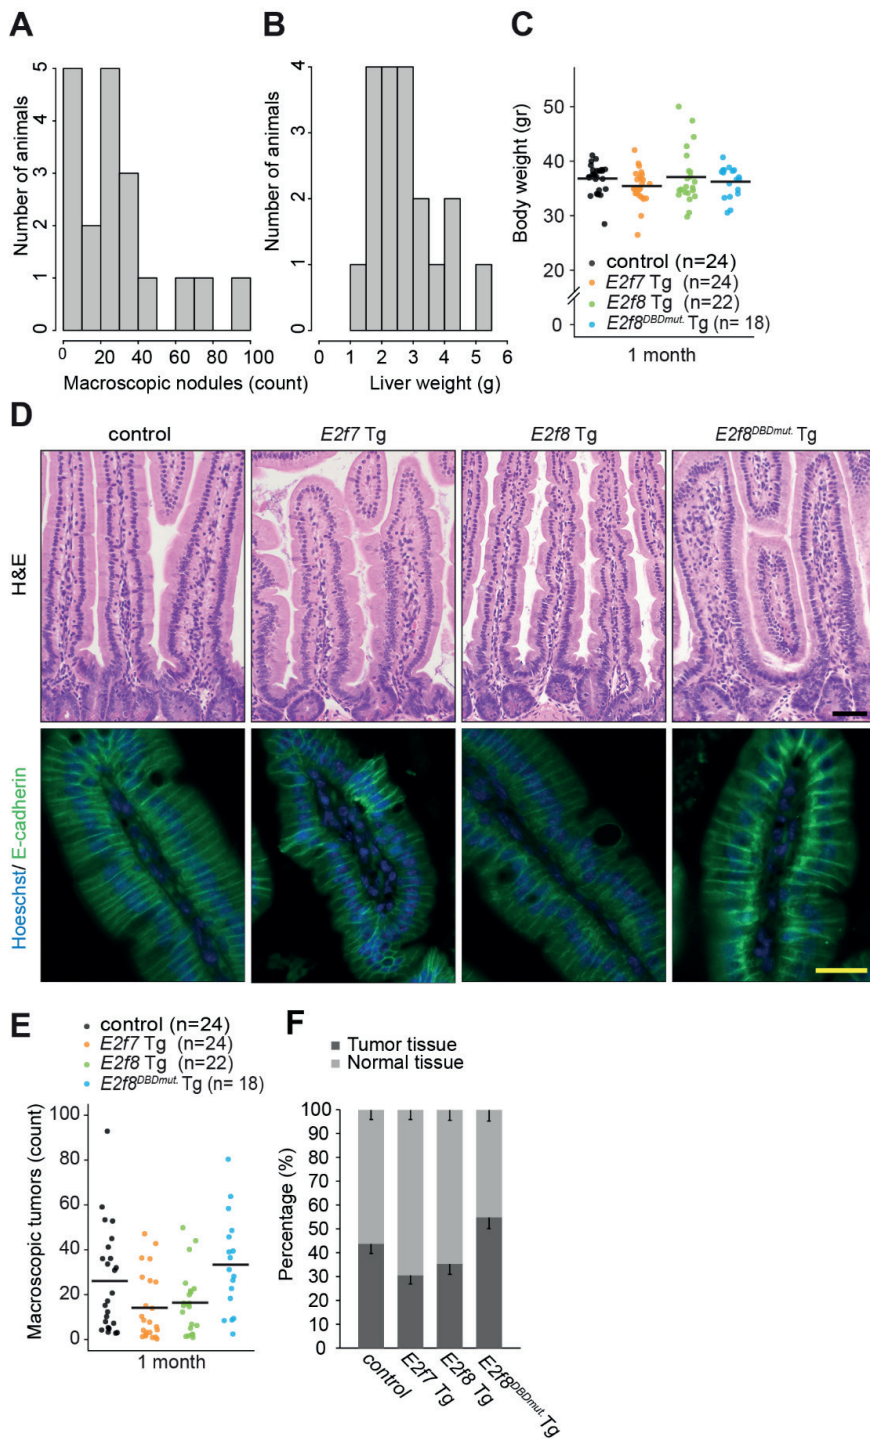 A
5
4
3
2
1
0
Number of animals
0 20 40 60 80 100
Macroscopic nodules (count)
B
4
3
2
1
0
Number of animals
0 1 2 3 4 5 6
Liver weight (g)
C
50
40
30
20
0
Body weight (gr)
control (n=24)
E2f7 Tg (n=24)
E2f8 Tg (n=22)
E2f8DBDmut. Tg (n= 18)
1 month
D
control E2f7 Tg E2f8 Tg E2f8DBDmut. Tg
H&E
Hoeschst/ E-cadherin
E
control (n=24)
E2f7 Tg (n=24)
E2f8 Tg (n=22)
E2f8DBDmut. Tg (n= 18)
100
80
60
40
20
0
Macroscopic tumors (count)
1 month
F
Tumor tissue
Normal tissue
100
90
80
70
60
50
40
30
20
10
0
Percentage (%)
control
E2f7 Tg
E2f8 Tg
E2f8DBDmut. Tg